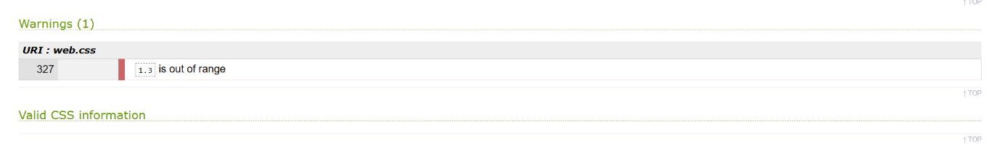 ↑ TOP
Warnings (1)
URI : web.css
327 1.3 is out of range
↑ TOP
Valid CSS information
↑ TOP